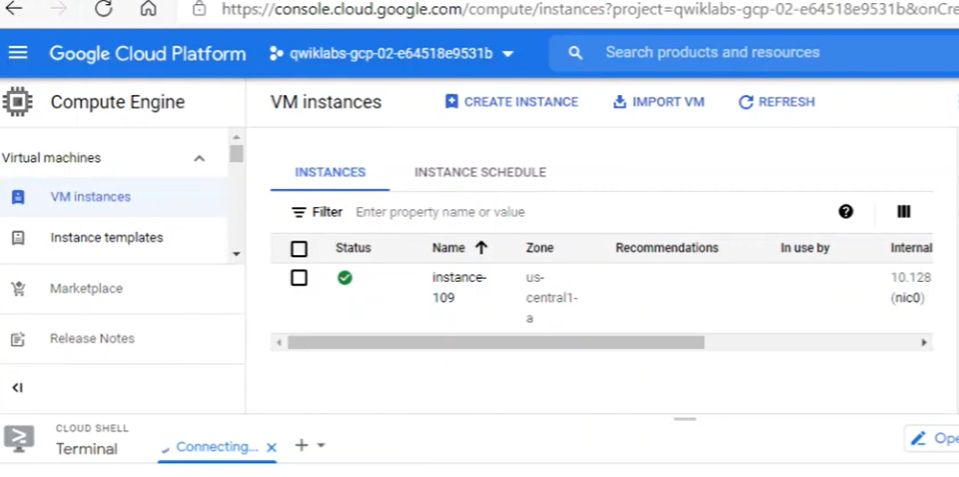 https://console.cloud.google.com/compute/instances?project=qwiklabs-gcp-02-e64518e9531b&onCre
Google Cloud Platform qwiklabs-gcp-02-e64518e9531b Search products and resources
Compute Engine VM instances CREATE INSTANCE IMPORT VM REFRESH
Virtual machines
VM instances
Instance templates
Marketplace
Release Notes
INSTANCES INSTANCE SCHEDULE
Filter Enter property name or value
Status Name Zone Recommendations In use by Internal
instance-109 us-central1-a 10.128 (nic0)
CLOUD SHELL
Terminal Connecting... Ope